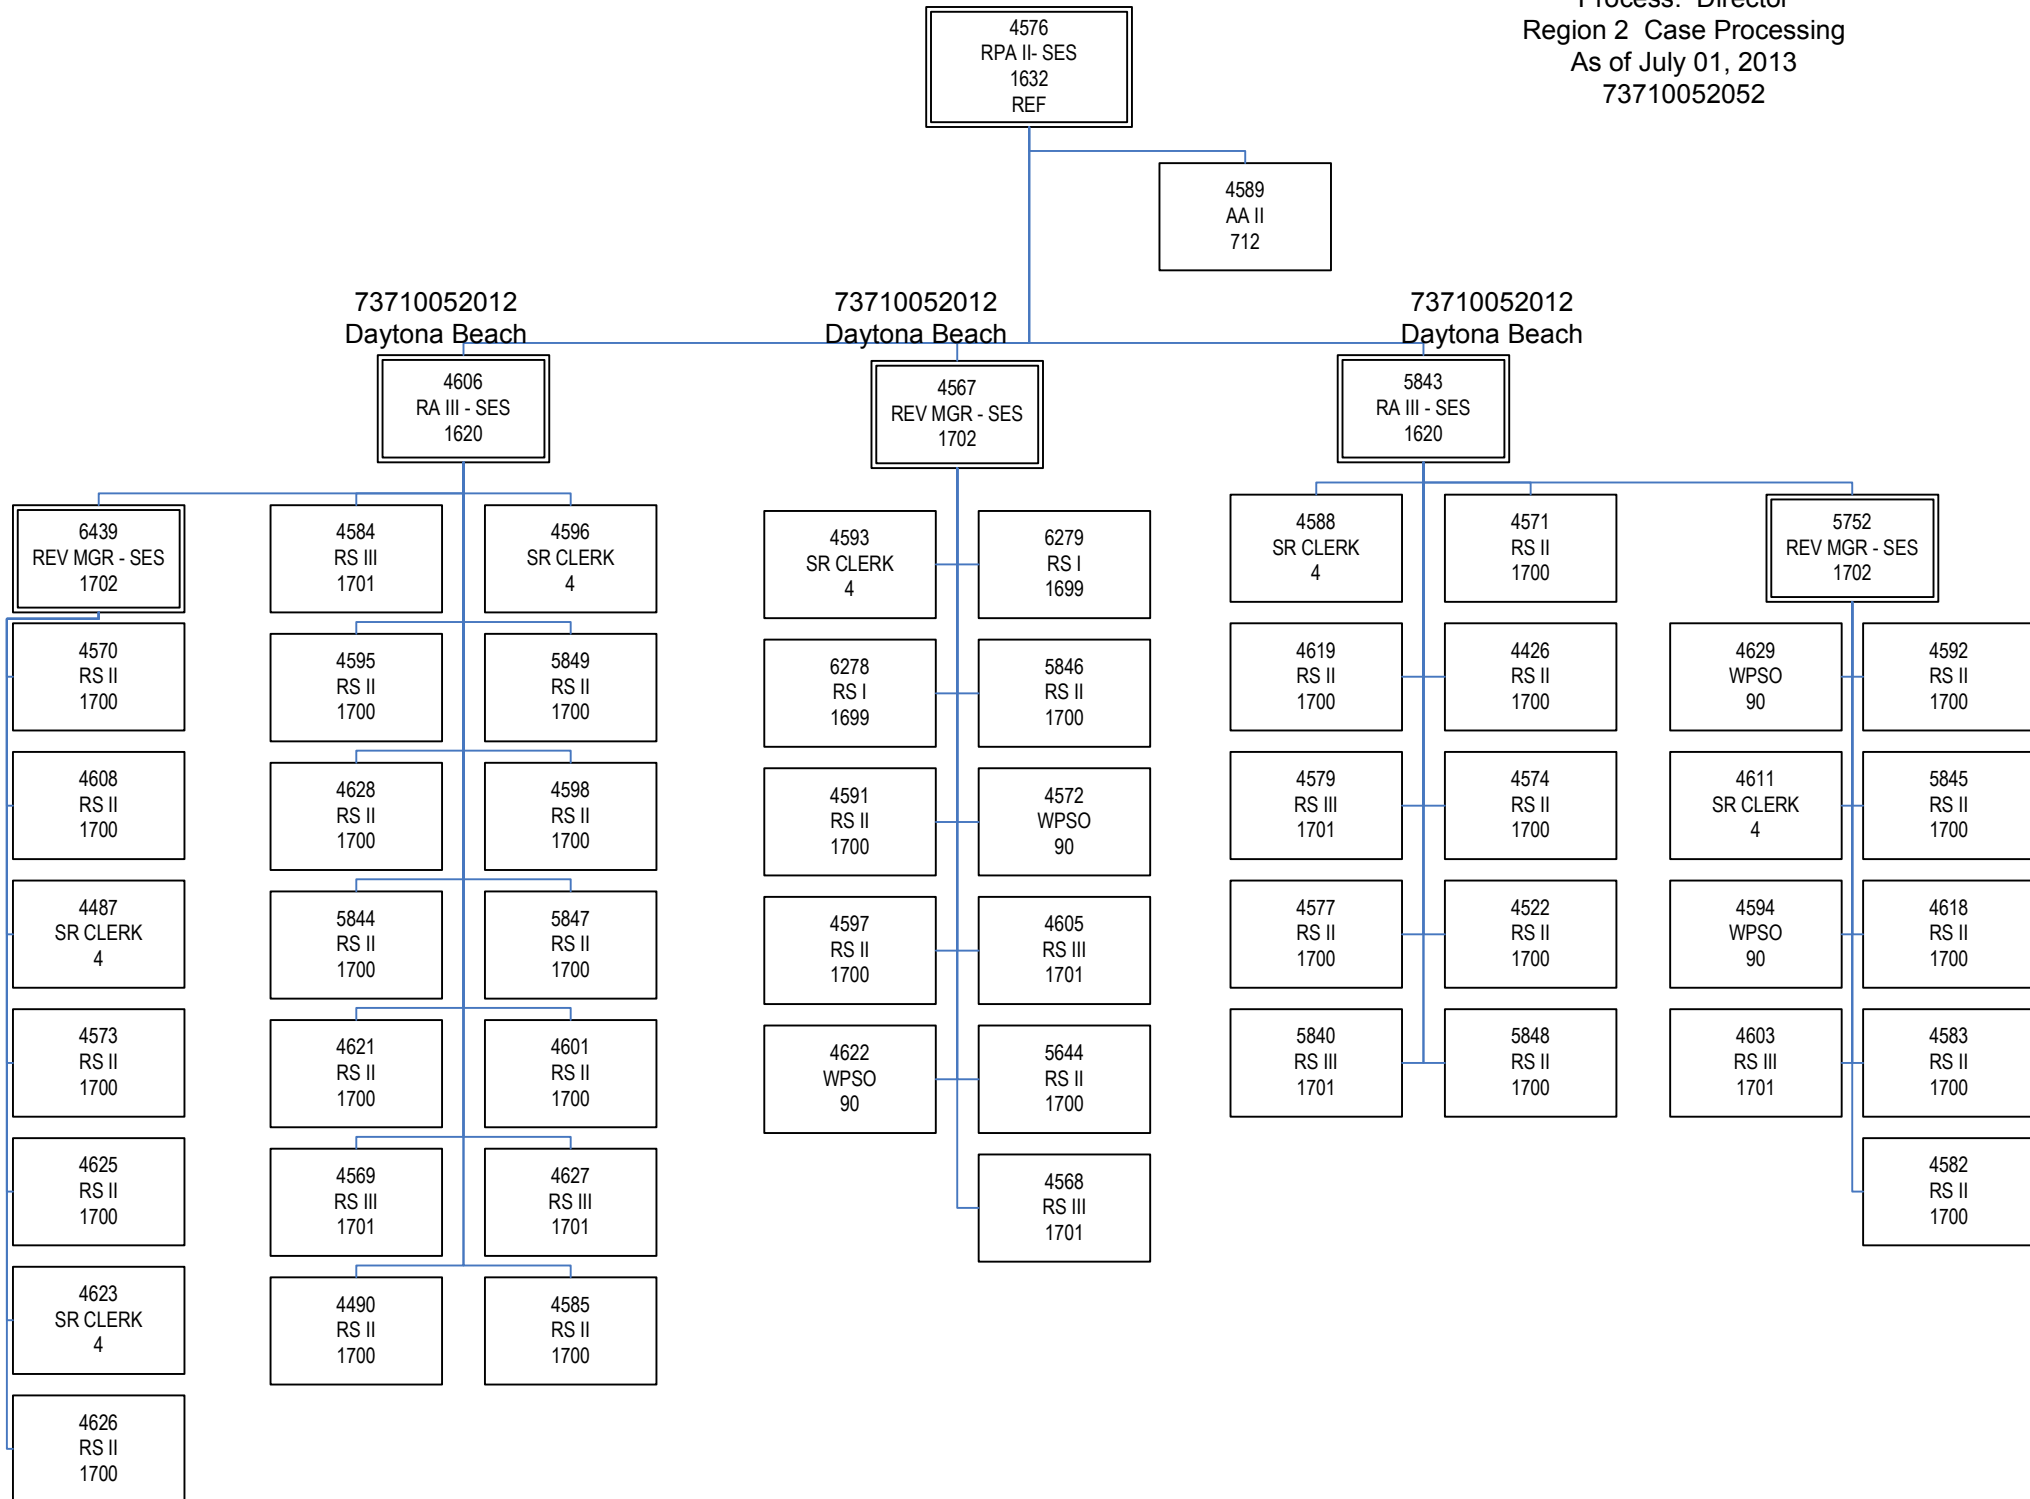 Process:  Director
Region 2  Case Processing
As of July 01, 2013
73710052052
4576
RPA II- SES
1632
REF
4589
AA II
712
73710052012
Daytona Beach
73710052012
Daytona Beach
73710052012
Daytona Beach
4606
RA III - SES
1620
4567
REV MGR - SES
1702
5843
RA III - SES
1620
6439
REV MGR - SES
1702
4570
RS II
1700
4608
RS II
1700
4487
SR CLERK
4
4573
RS II
1700
4625
RS II
1700
4623
SR CLERK
4
4626
RS II
1700
4584
RS III
1701
4596
SR CLERK
4
4595
RS II
1700
5849
RS II
1700
4628
RS II
1700
4598
RS II
1700
5844
RS II
1700
5847
RS II
1700
4621
RS II
1700
4601
RS II
1700
4569
RS III
1701
4627
RS III
1701
4490
RS II
1700
4585
RS II
1700
4593
SR CLERK
4
6279
RS I
1699
6278
RS I
1699
5846
RS II
1700
4591
RS II
1700
4572
WPSO
90
4597
RS II
1700
4605
RS III
1701
4622
WPSO
90
5644
RS II
1700
4568
RS III
1701
4588
SR CLERK
4
4571
RS II
1700
4619
RS II
1700
4426
RS II
1700
4579
RS III
1701
4574
RS II
1700
4577
RS II
1700
4522
RS II
1700
5840
RS III
1701
5848
RS II
1700
5752
REV MGR - SES
1702
4629
WPSO
90
4592
RS II
1700
4611
SR CLERK
4
5845
RS II
1700
4594
WPSO
90
4618
RS II
1700
4603
RS III
1701
4583
RS II
1700
4582
RS II
1700